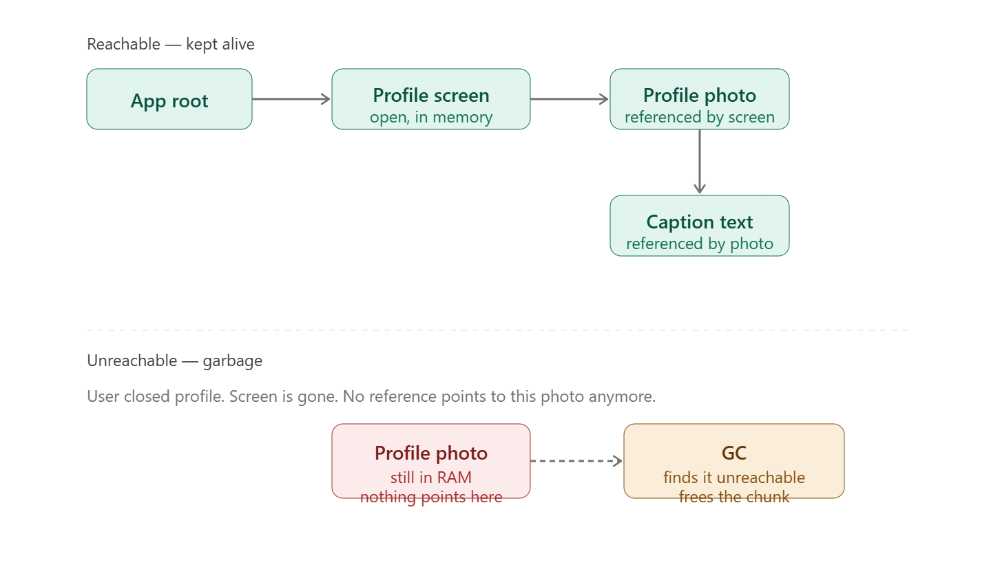 Reachable — kept alive
App root
Profile screen
open, in memory
Profile photo
referenced by screen
Caption text
referenced by photo
Unreachable — garbage
User closed profile. Screen is gone. No reference points to this photo anymore.
Profile photo
still in RAM
nothing points here
GC
finds it unreachable
frees the chunk